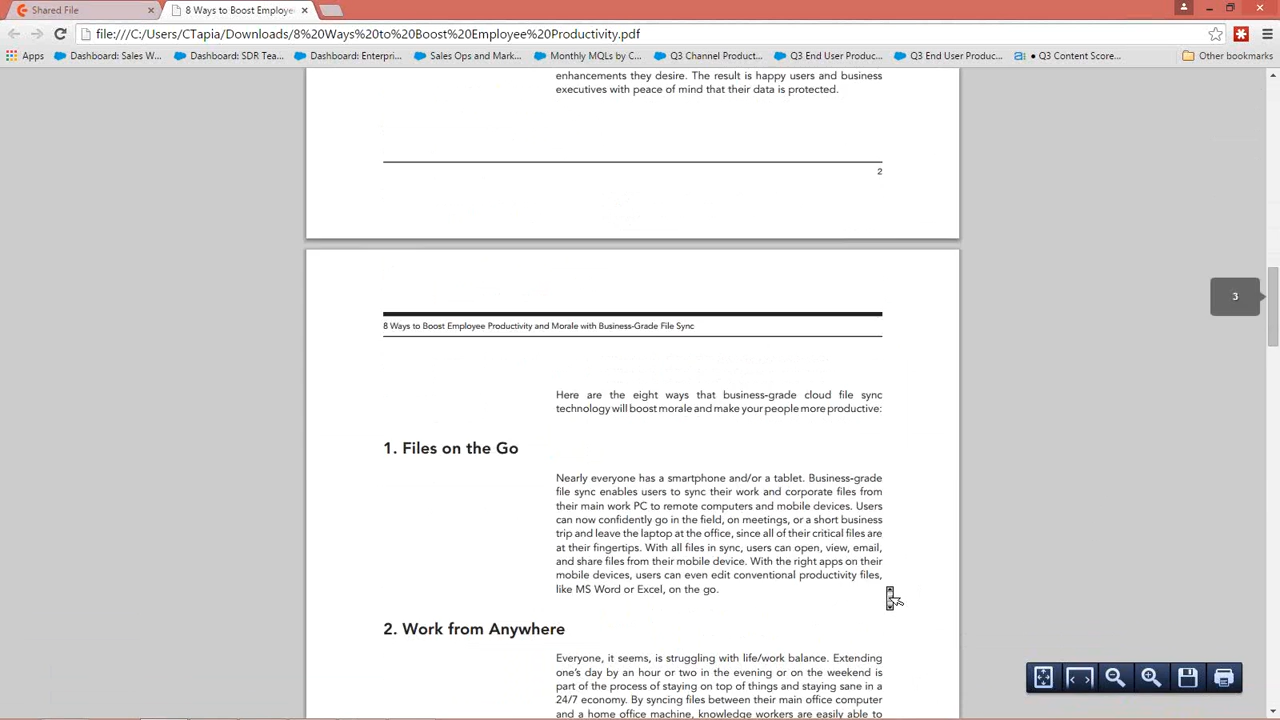 Shared File
8 Ways to Boost Employe
file:///C:/Users/CTapia/Downloads/8%20Ways%20to%20Boost%20Employee%20Productivity.pdf
Apps
Dashboard: Sales W...
Dashboard: SDR Tea...
Dashboard: Enterpri...
Sales Ops and Mark...
Monthly MQLs by C...
Q3 Channel Product...
Q3 End User Produc...
Q3 End User Produc...
Q3 Content Score...
Other bookmarks
enhancements they desire. The result is happy users and business
executives with peace of mind that their data is protected.
2
3
8 Ways to Boost Employee Productivity and Morale with Business-Grade File Sync
Here are the eight ways that business-grade cloud file sync
technology will boost morale and make your people more productive:
1. Files on the Go
Nearly everyone has a smartphone and/or a tablet. Business-grade
file sync enables users to sync their work and corporate files from
their main work PC to remote computers and mobile devices. Users
can now confidently go in the field, on meetings, or a short business
trip and leave the laptop at the office, since all of their critical files are
at their fingertips. With all files in sync, users can open, view, email,
and share files from their mobile device. With the right apps on their
mobile devices, users can even edit conventional productivity files,
like MS Word or Excel, on the go.
2. Work from Anywhere
Everyone, it seems, is struggling with life/work balance. Extending
one's day by an hour or two in the evening or on the weekend is
part of the process of staying on top of things and staying sane in a
24/7 economy. By syncing files between their main office computer
and a home office machine, knowledge workers are easily able to